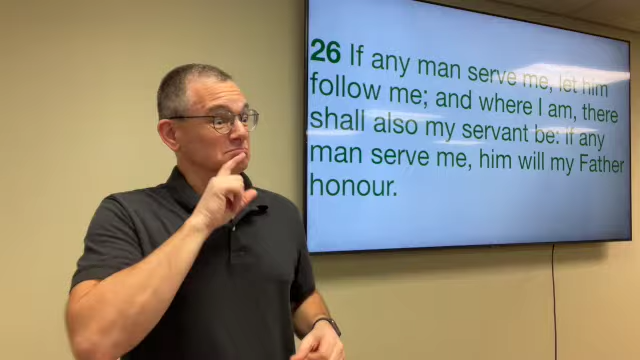 26 If any man serve me, let him
follow me; and where I am, there
shall also my servant be: if any
man serve me, him will my Father
honour.